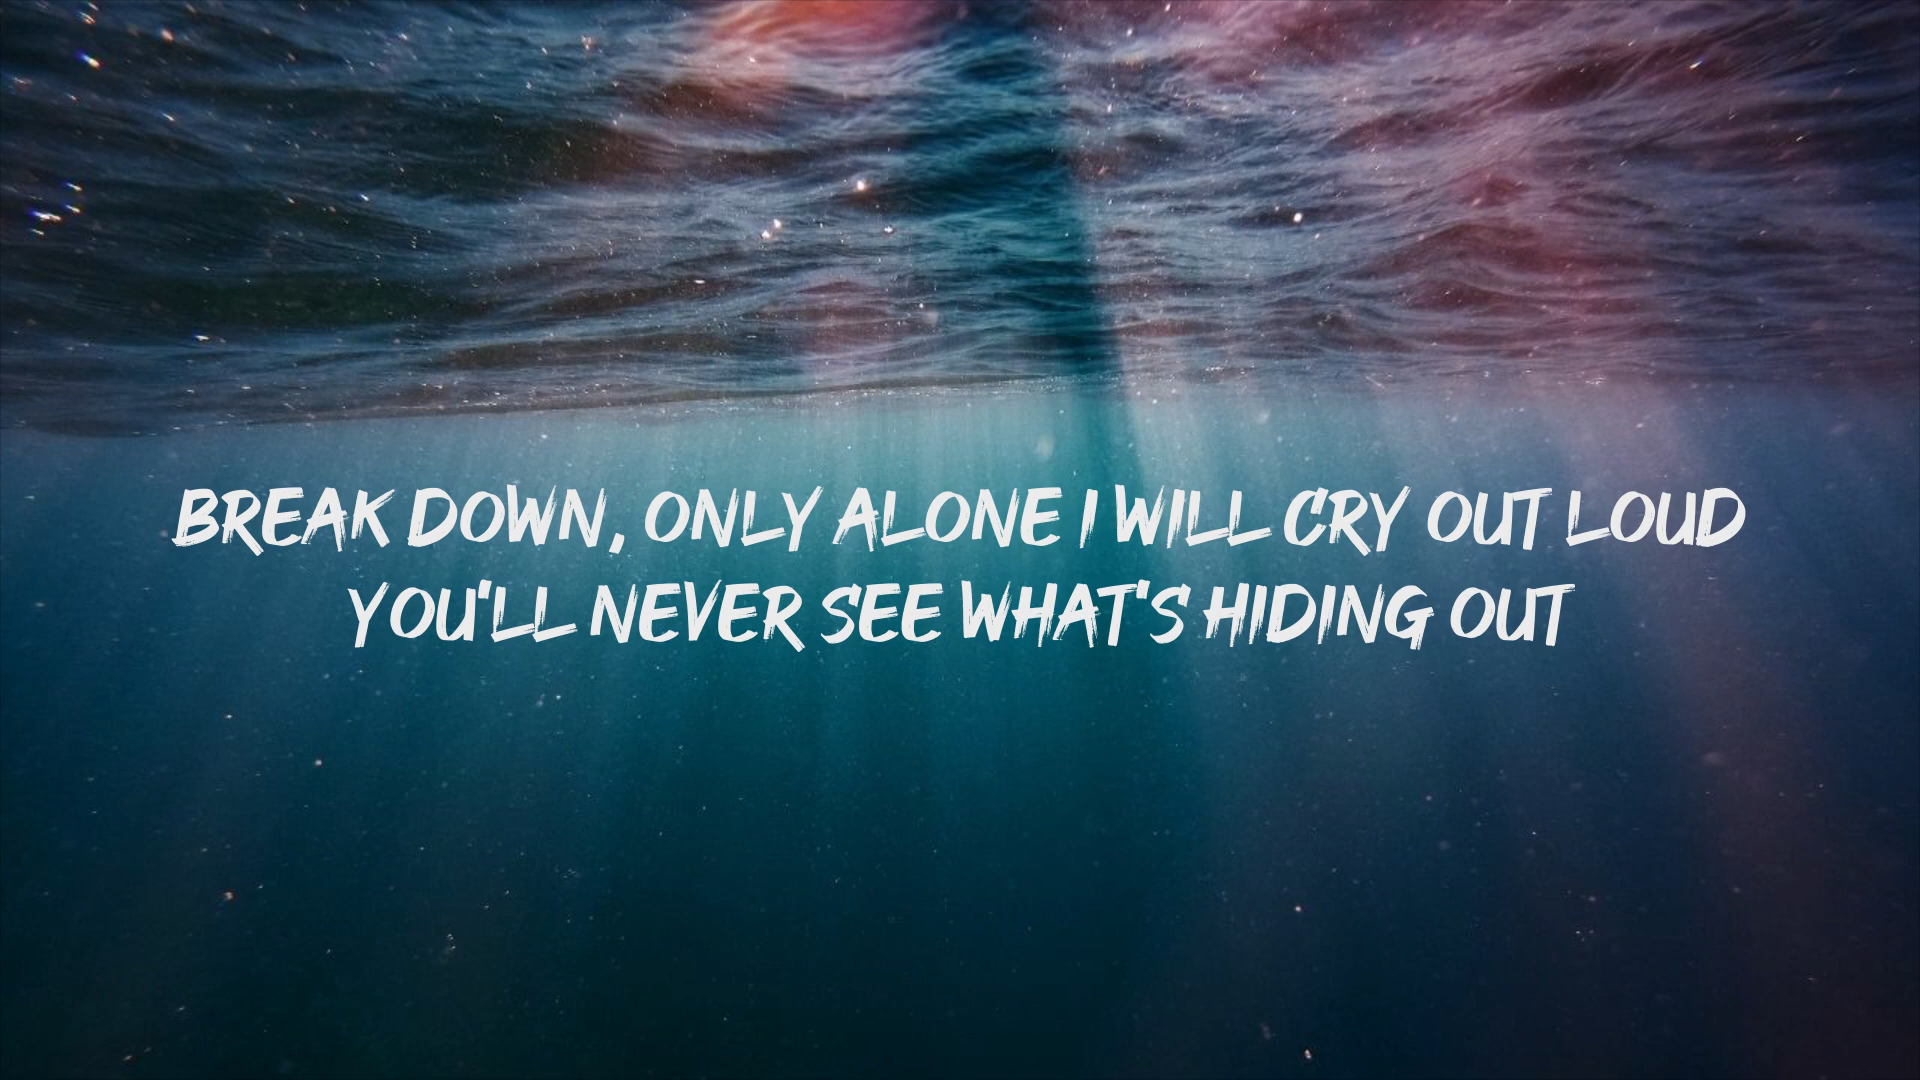 BREAK DOWN, ONLY ALONE I WILL CRY OUT LOUD
YOU'LL NEVER SEE WHAT'S HIDING OUT